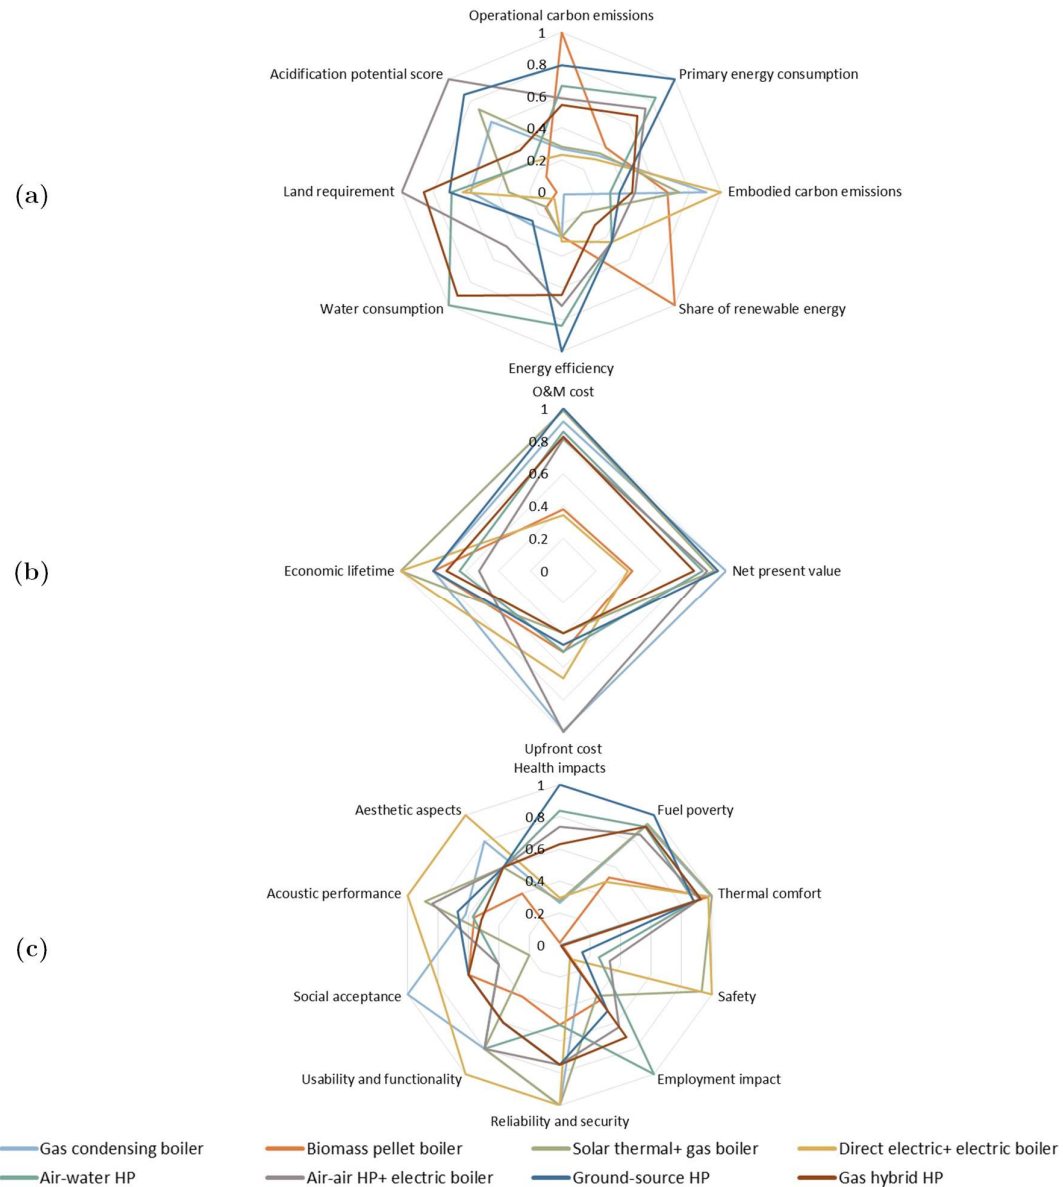 Operational carbon emissions
1
Acidification potential score
Primary energy consumption
0.8
0.6
0.4
0.2
(a)
Land requirement
0
Embodied carbon emissions
Water consumption
Share of renewable energy
Energy efficiency
O&M cost
1
0.8
0.6
0.4
0.2
(b)
Economic lifetime
0
Net present value
Upfront cost
Health impacts
1
Aesthetic aspects
Fuel poverty
0.8
0.6
Acoustic performance
0.4
Thermal comfort
0.2
(c)
0
Social acceptance
Safety
Usability and functionality
Employment impact
Reliability and security
Gas condensing boiler
Biomass pellet boiler
Solar thermal+ gas boiler
Direct electric+ electric boiler
Air-water HP
Air-air HP+ electric boiler
Ground-source HP
Gas hybrid HP